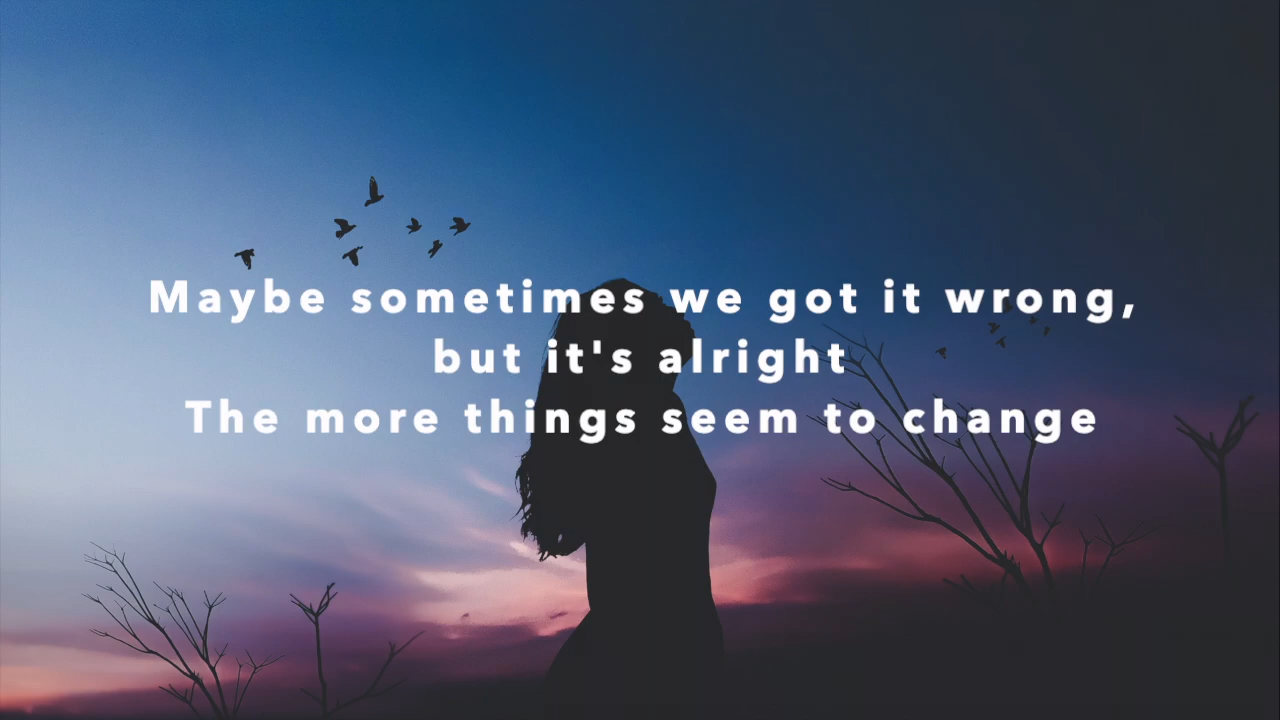 Maybe sometimes we got it wrong,
but it's alright
The more things seem to change